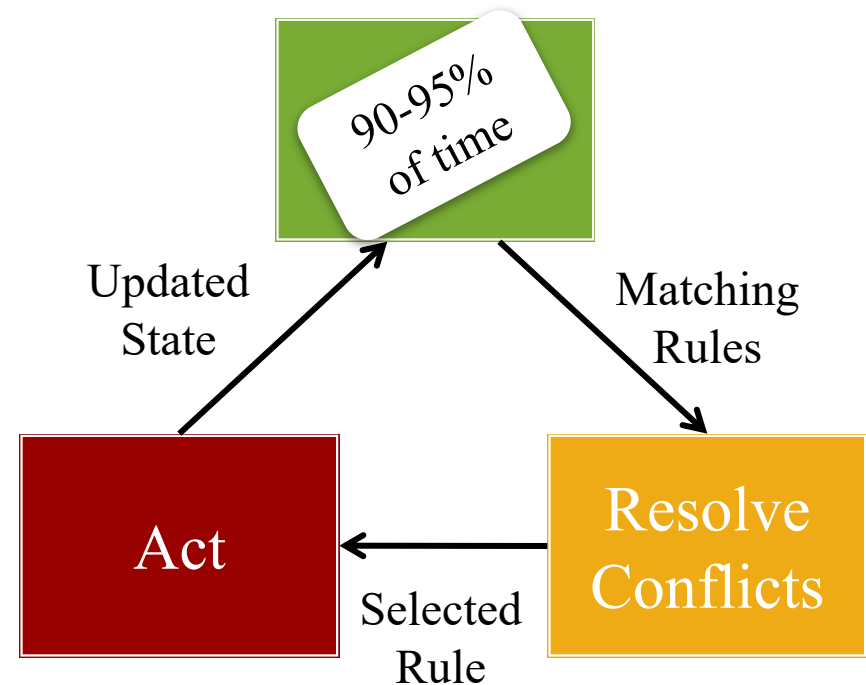 90-95%
of time
Updated
State
Matching
Rules
Act
Resolve
Conflicts
Selected
Rule